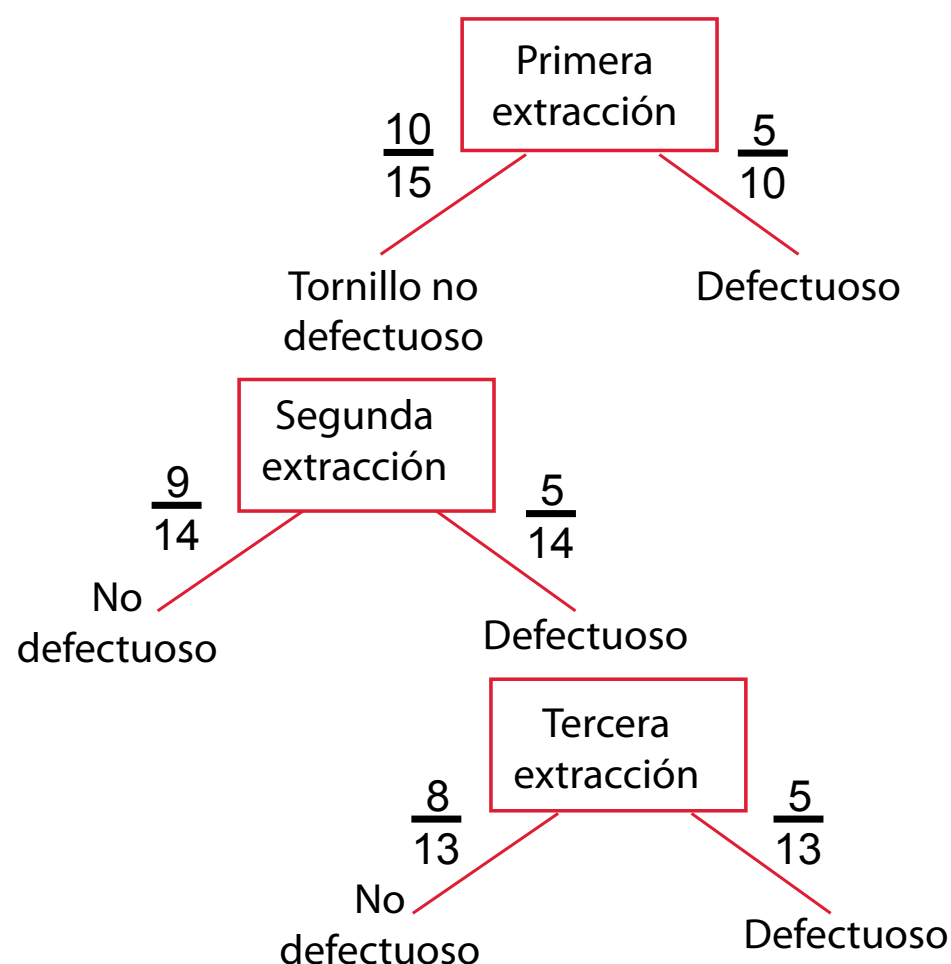 Primera
extracción
10/15
5/10
Tornillo no
defectuoso
Defectuoso
Segunda
extracción
9/14
5/14
No
defectuoso
Defectuoso
Tercera
extracción
8/13
5/13
No
defectuoso
Defectuoso